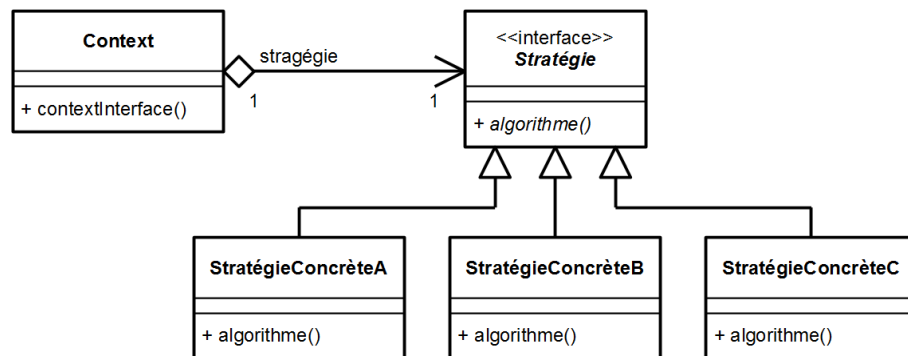 Context
+ contextInterface()
stragégie
1
1
<<interface>>
Stratégie
+ algorithme()
StratégieConcrèteA
+ algorithme()
StratégieConcrèteB
+ algorithme()
StratégieConcrèteC
+ algorithme()